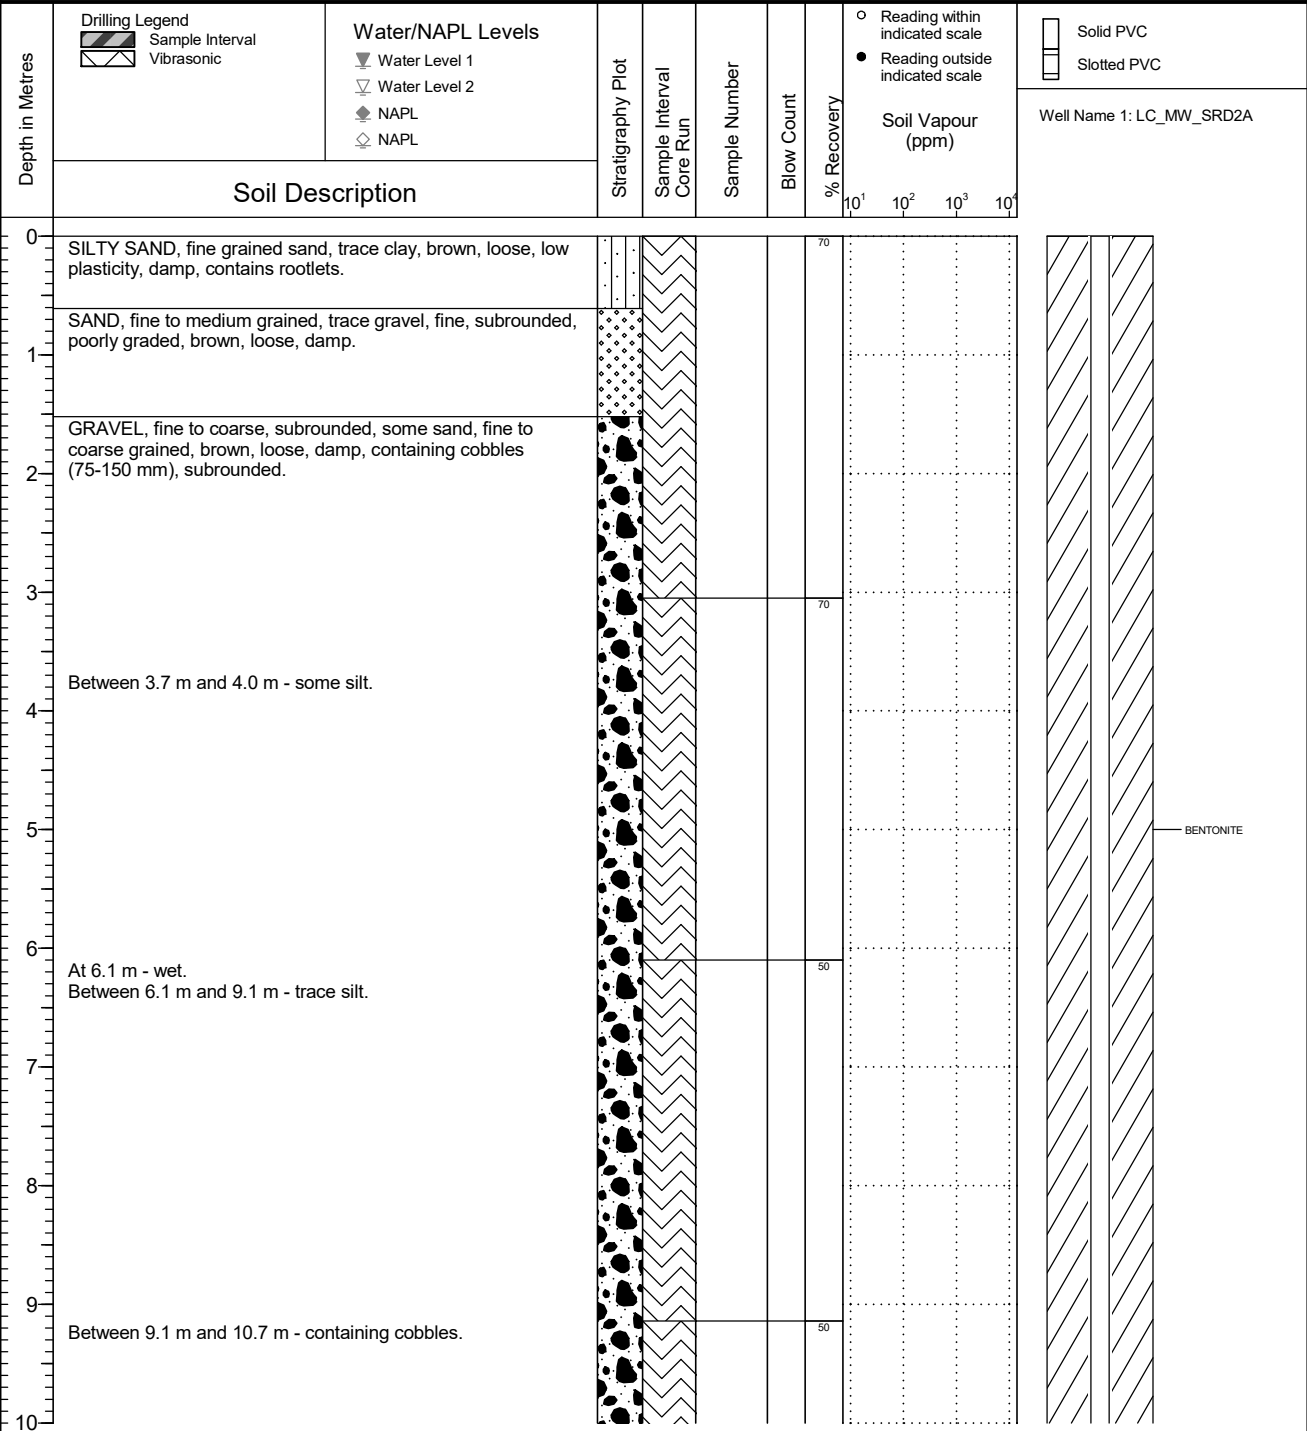 Drilling Legend
Sample Interval
Vibrasonic
Water/NAPL Levels
Water Level 1
Water Level 2
NAPL
NAPL
Depth in Metres
Soil Description
Stratigraphy Plot
Sample Interval
Core Run
Sample Number
Blow Count
% Recovery
Reading within
indicated scale
Reading outside
indicated scale
Soil Vapour
(ppm)
10¹ 10² 10³ 10⁴
Solid PVC
Slotted PVC
Well Name 1: LC_MW_SRD2A
0
SILTY SAND, fine grained sand, trace clay, brown, loose, low
plasticity, damp, contains rootlets.
70
SAND, fine to medium grained, trace gravel, fine, subrounded,
poorly graded, brown, loose, damp.
1
GRAVEL, fine to coarse, subrounded, some sand, fine to
coarse grained, brown, loose, damp, containing cobbles
(75-150 mm), subrounded.
2
3
70
Between 3.7 m and 4.0 m - some silt.
4
5
BENTONITE
6
At 6.1 m - wet.
50
Between 6.1 m and 9.1 m - trace silt.
7
8
9
Between 9.1 m and 10.7 m - containing cobbles.
50
10